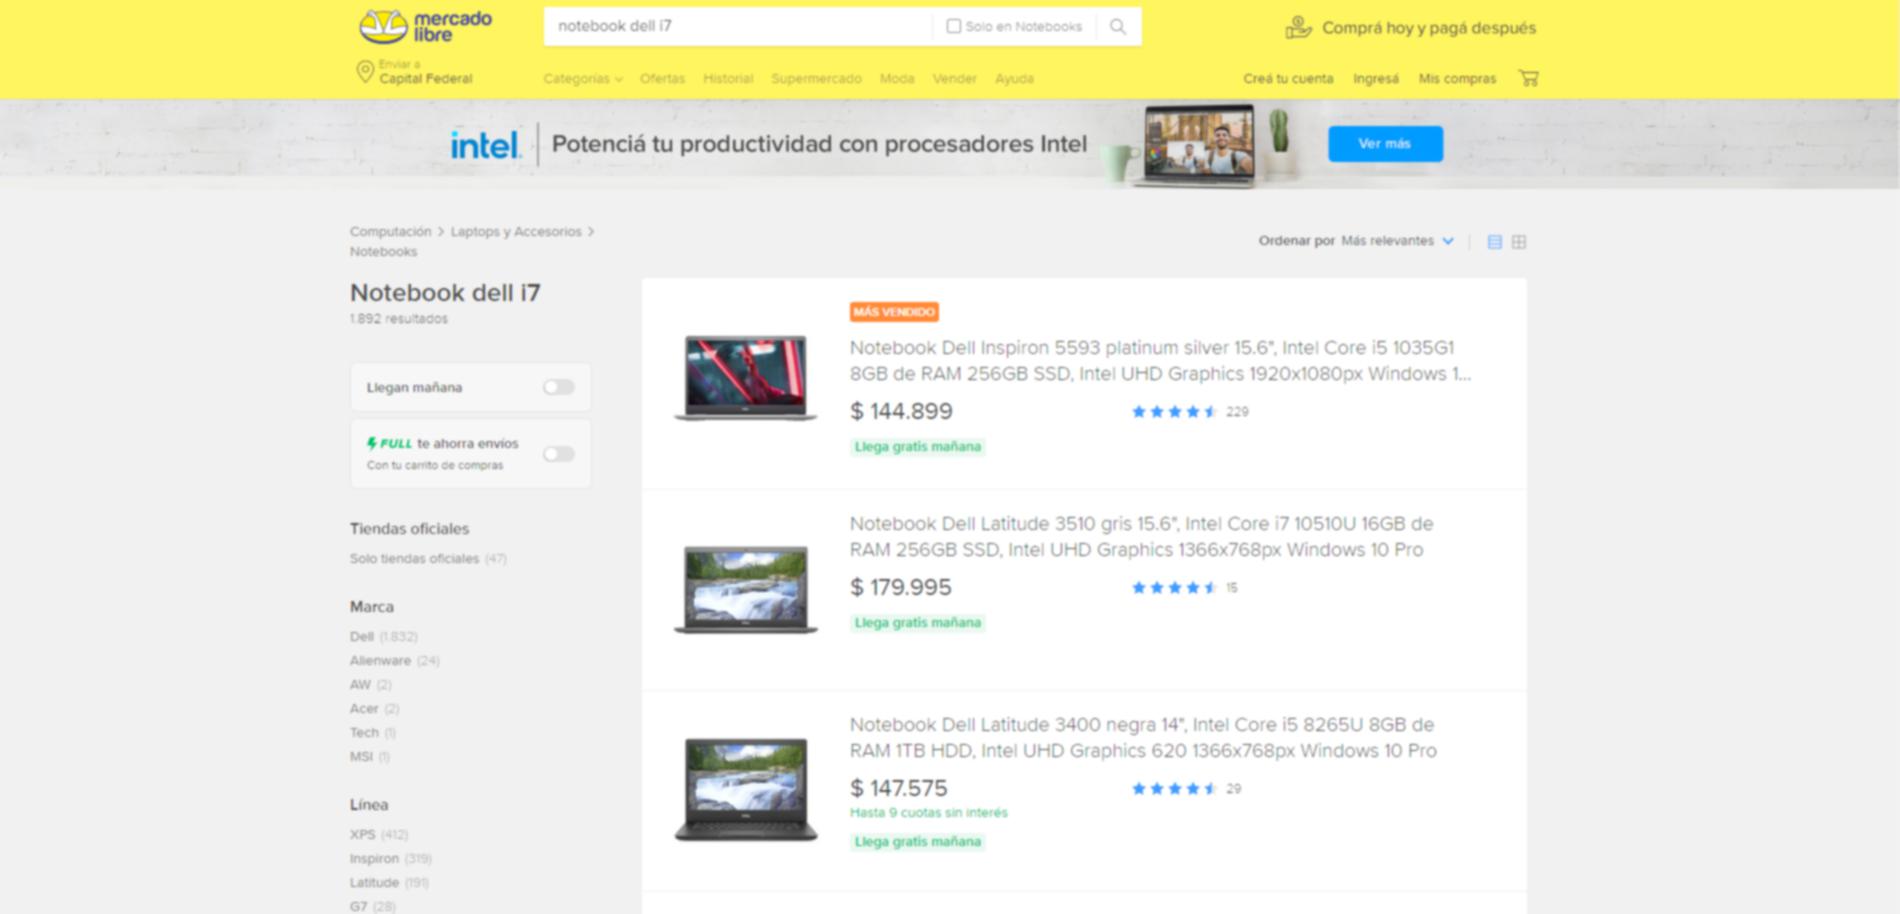 mercado
libre
notebook dell i7
Solo en Notebooks
Comprá hoy y pagá después
Enviar a
Capital Federal
Categorías
Ofertas
Historial
Supermercado
Moda
Vender
Ayuda
Creá tu cuenta
Ingresá
Mis compras
intel.
Potenciá tu productividad con procesadores Intel
Ver más
Computación > Laptops y Accesorios >
Notebooks
Ordenar por Más relevantes
Notebook dell i7
1.892 resultados
Llegan mañana
FULL te ahorra envíos
Con tu carrito de compras
Tiendas oficiales
Solo tiendas oficiales (47)
Marca
Dell (1.832)
Alienware (24)
AW (2)
Acer (2)
Tech (1)
MSI (1)
Línea
XPS (412)
Inspiron (319)
Latitude (191)
G7 (28)
MÁS VENDIDO
Notebook Dell Inspiron 5593 platinum silver 15.6", Intel Core i5 1035G1
8GB de RAM 256GB SSD, Intel UHD Graphics 1920x1080px Windows 1...
$ 144.899
229
Llega gratis mañana
Notebook Dell Latitude 3510 gris 15.6", Intel Core i7 10510U 16GB de
RAM 256GB SSD, Intel UHD Graphics 1366x768px Windows 10 Pro
$ 179.995
15
Llega gratis mañana
Notebook Dell Latitude 3400 negra 14", Intel Core i5 8265U 8GB de
RAM 1TB HDD, Intel UHD Graphics 620 1366x768px Windows 10 Pro
$ 147.575
29
Hasta 9 cuotas sin interés
Llega gratis mañana